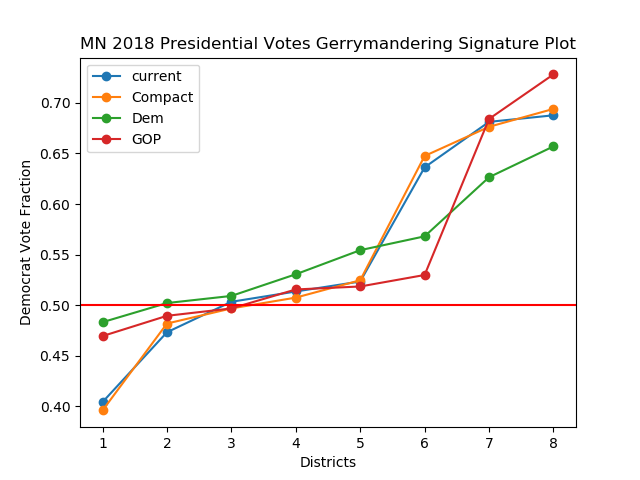 MN 2018 Presidential Votes Gerrymandering Signature Plot
current
Compact
Dem
GOP
0.70
0.65
0.60
0.55
0.50
0.45
0.40
Democrat Vote Fraction
1 2 3 4 5 6 7 8
Districts